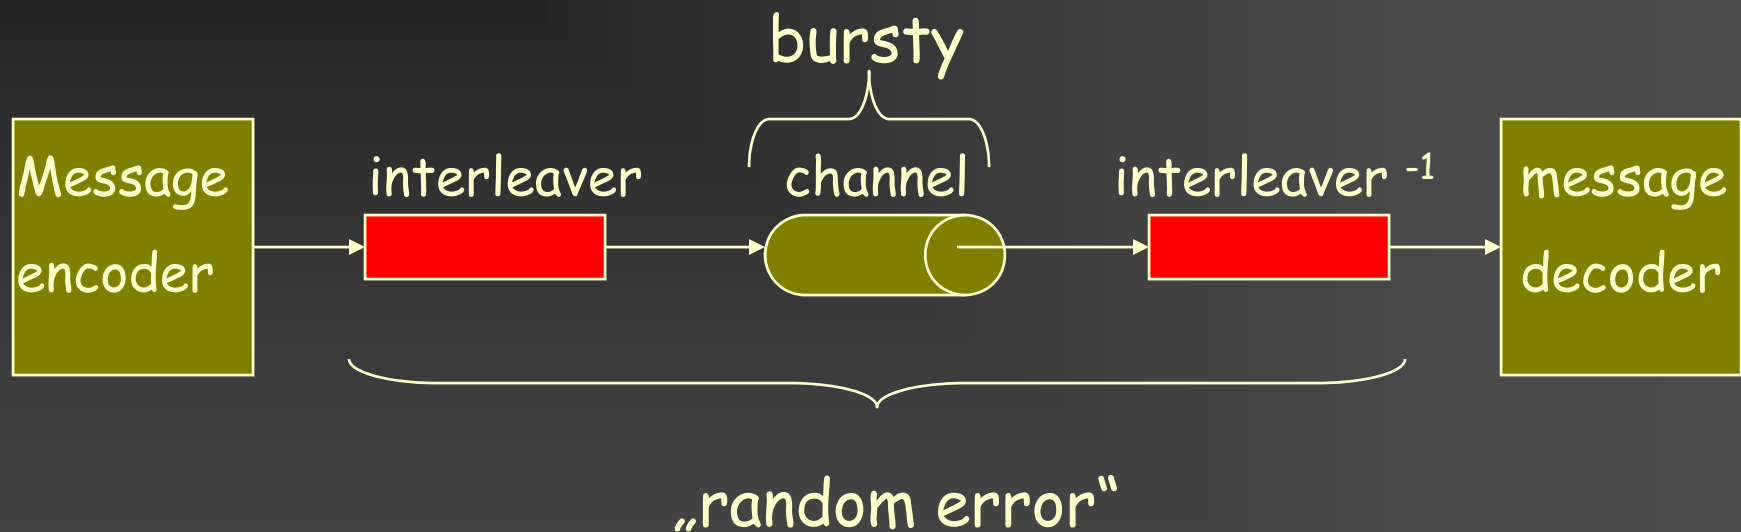 bursty
Message
encoder
interleaver
channel
interleaver -1
message
decoder
„random error“